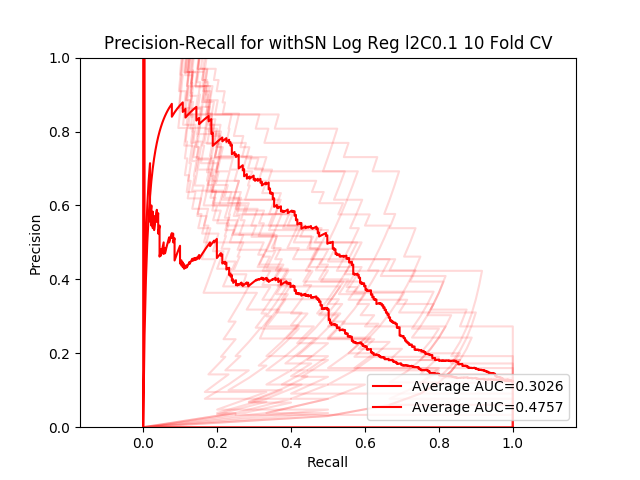 Precision-Recall for withSN Log Reg l2C0.1 10 Fold CV
Precision
1.0
0.8
0.6
0.4
0.2
0.0
Average AUC=0.3026
Average AUC=0.4757
0.0 0.2 0.4 0.6 0.8 1.0
Recall